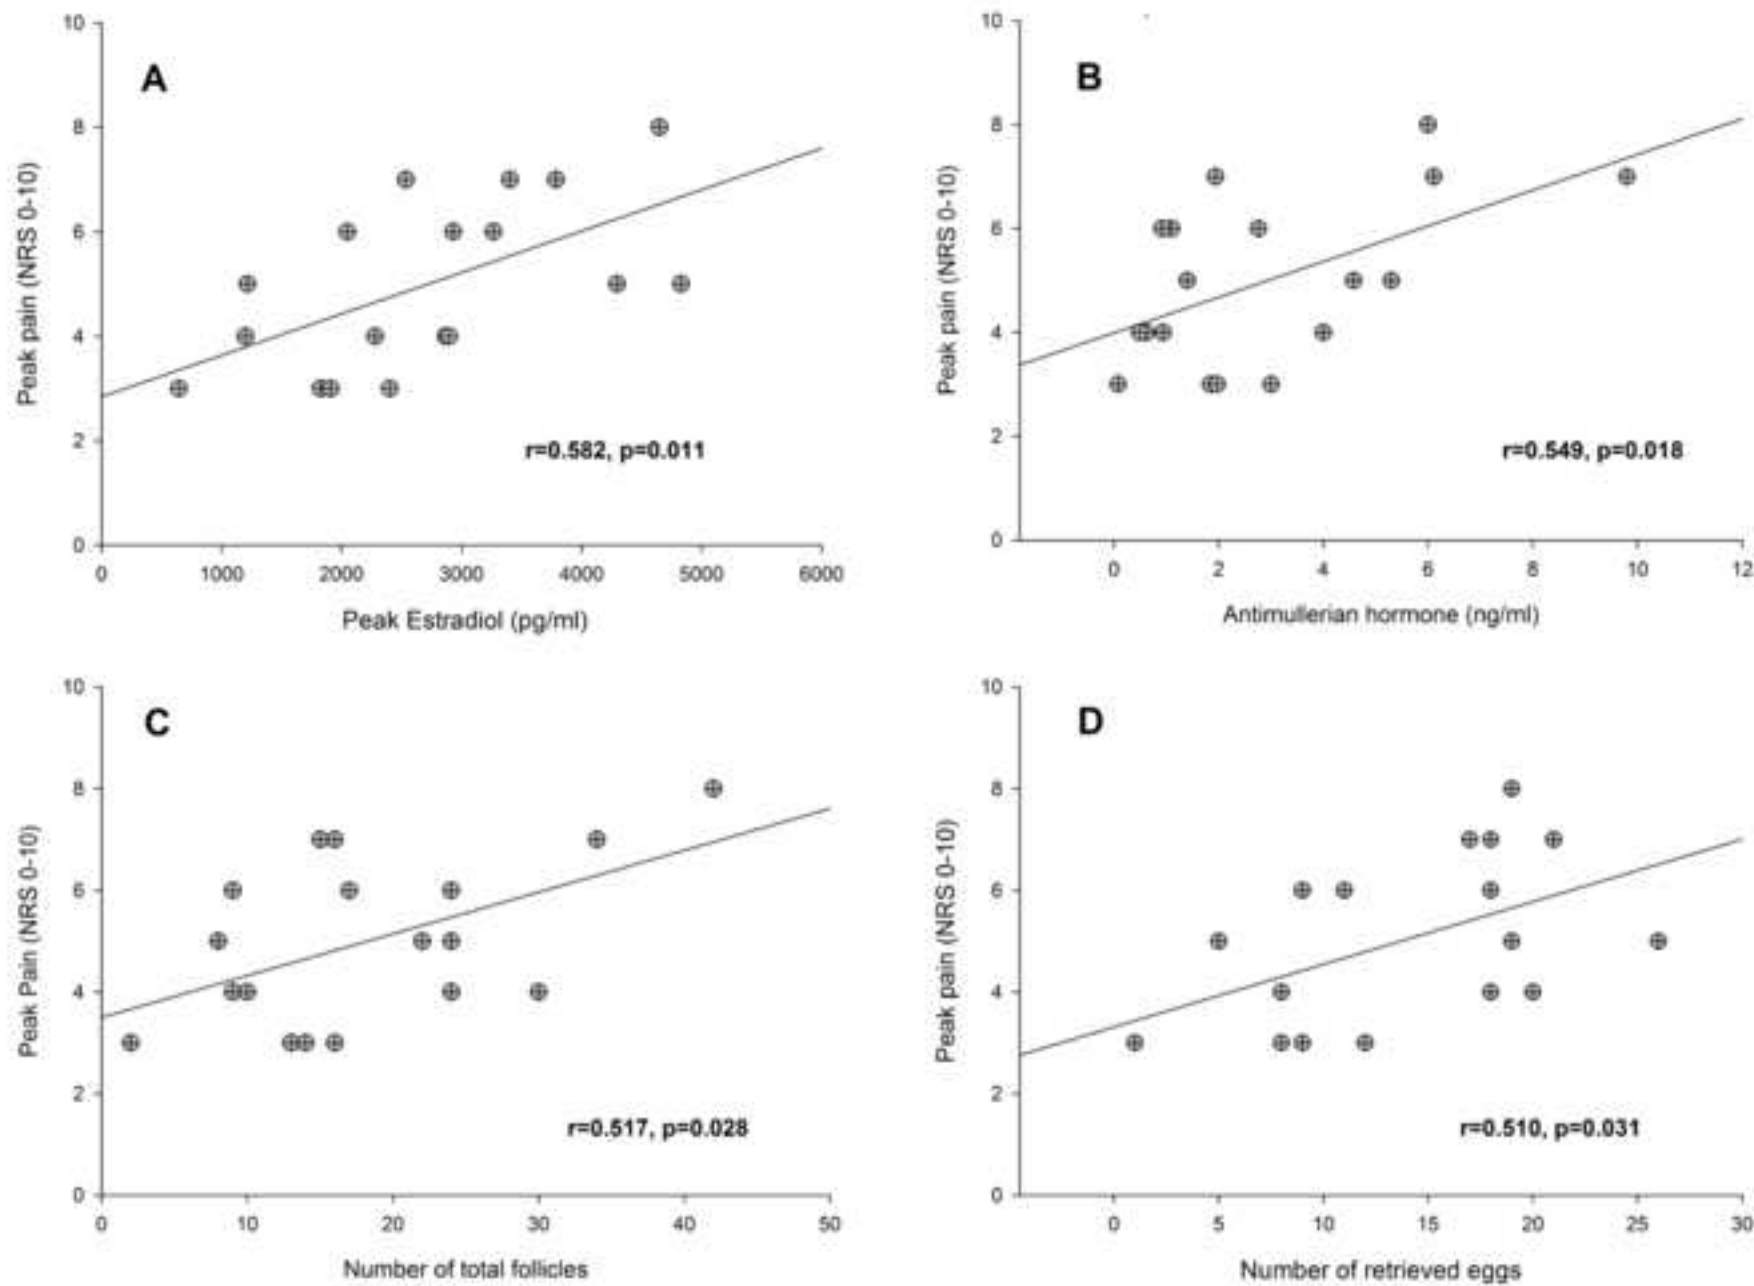 A
Peak pain (NRS 0-10)
10
8
6
4
2
0
r=0.582, p=0.011
0 1000 2000 3000 4000 5000 6000
Peak Estradiol (pg/ml)
B
Peak pain (NRS 0-10)
10
8
6
4
2
0
r=0.549, p=0.018
0 2 4 6 8 10 12
Antimullerian hormone (ng/ml)
C
Peak Pain (NRS 0-10)
10
8
6
4
2
0
r=0.517, p=0.028
0 10 20 30 40 50
Number of total follicles
D
Peak pain (NRS 0-10)
10
8
6
4
2
0
r=0.510, p=0.031
0 5 10 15 20 25 30
Number of retrieved eggs